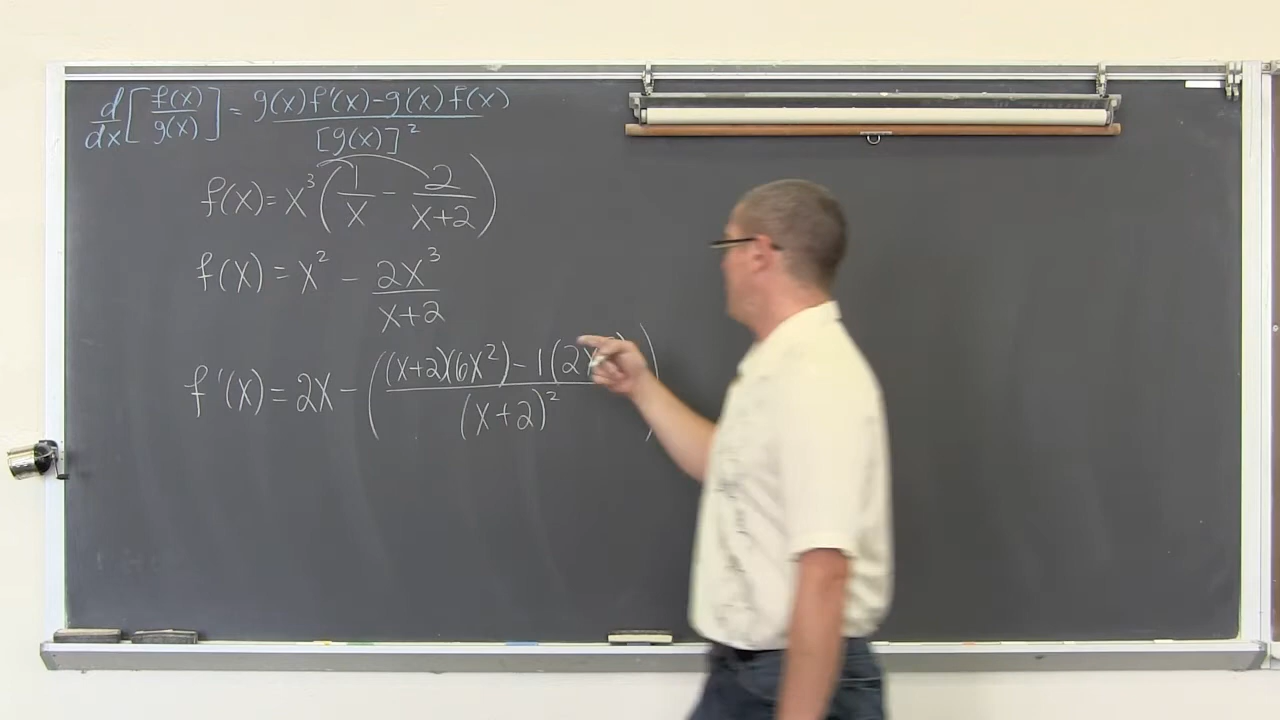 d/dx [f(x)/g(x)] = (g(x)f'(x) - g'(x)f(x))/[g(x)]²
f(x) = x³(1/x - 2/(x+2))
f(x) = x² - 2x³/(x+2)
f'(x) = 2x - (((x+2)(6x²) - 1(2x)/(x+2)²)